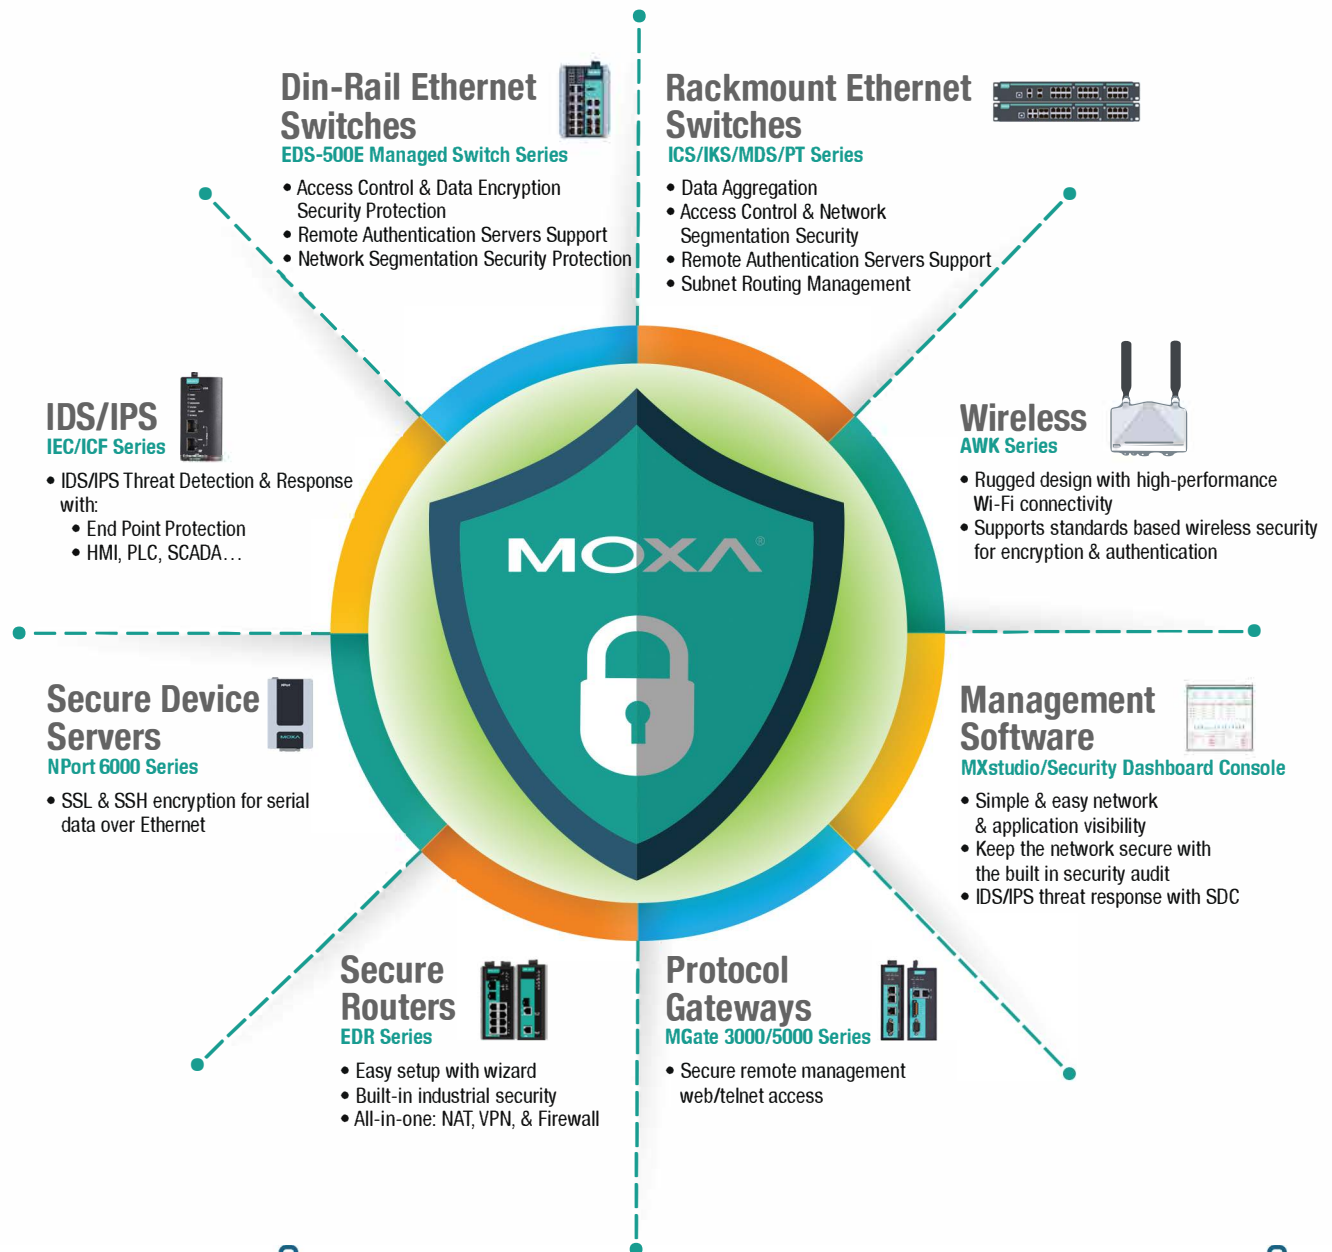 Din-Rail Ethernet
Switches
EDS-500E Managed Switch Series
• Access Control & Data Encryption
Security Protection
• Remote Authentication Servers Support
• Network Segmentation Security Protection
Rackmount Ethernet
Switches
ICS/IKS/MDS/PT Series
• Data Aggregation
• Access Control & Network
Segmentation Security
• Remote Authentication Servers Support
• Subnet Routing Management
IDS/IPS
IEC/ICF Series
• IDS/IPS Threat Detection & Response
with:
• End Point Protection
• HMI, PLC, SCADA…
Wireless
AWK Series
• Rugged design with high-performance
Wi-Fi connectivity
• Supports standards based wireless security
for encryption & authentication
MOXA®
Secure Device
Servers
NPort 6000 Series
• SSL & SSH encryption for serial
data over Ethernet
MOXA
Management
Software
MXstudio/Security Dashboard Console
• Simple & easy network
& application visibility
• Keep the network secure with
the built in security audit
• IDS/IPS threat response with SDC
Secure
Routers
EDR Series
• Easy setup with wizard
• Built-in industrial security
• All-in-one: NAT, VPN, & Firewall
Protocol
Gateways
MGate 3000/5000 Series
• Secure remote management
web/telnet access